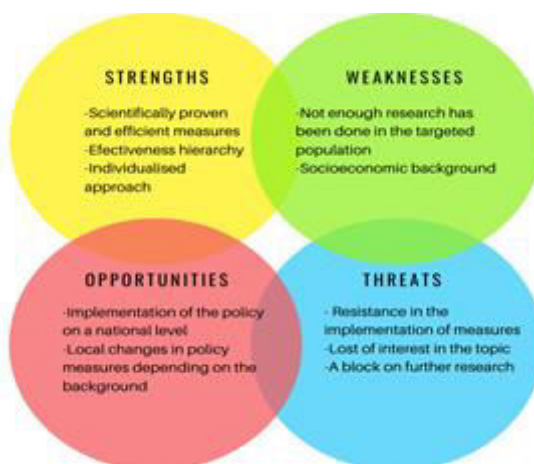 STRENGTHS
-Scientifically proven
and efficient measures
-Efectiveness hierarchy
-Individualised
approach
WEAKNESSES
-Not enough research has
been done in the targeted
population
-Socioeconomic background
OPPORTUNITIES
-Implementation of the policy
on a national level
-Local changes in policy
measures depending on the
background
THREATS
- Resistance in the
implementation of measures
-Lost of interest in the topic
-A block on further research